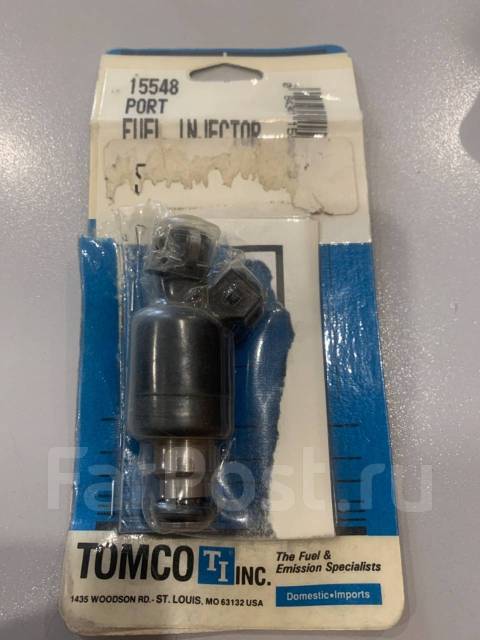 15548
PORT
FUEL INJECTOR
5
FarPost.ru
TOMCO TI INC.
The Fuel &
Emission Specialists
1435 WOODSON RD.- ST. LOUIS, MO 63132 USA
Domestic•Imports